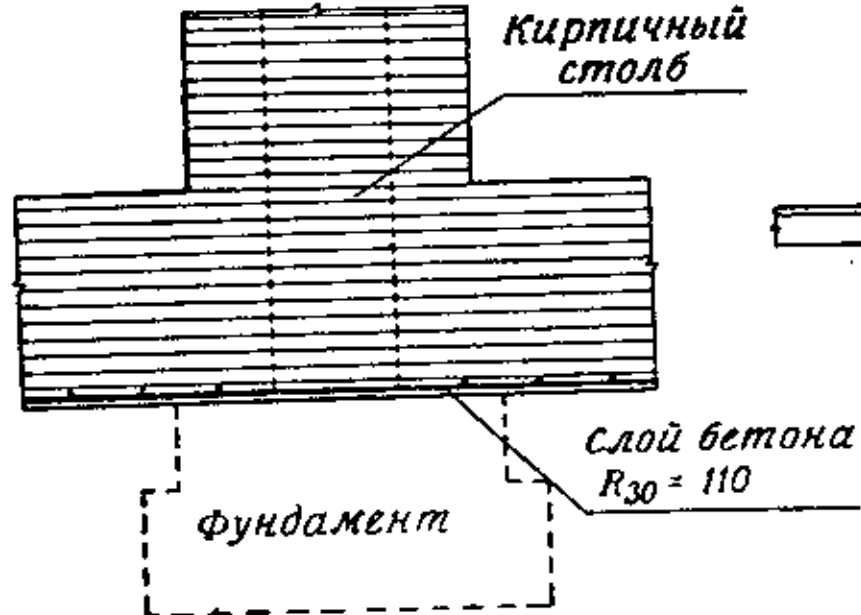 Кирпичный
столб
Слой бетона
R₃₀ = 110
Фундамент